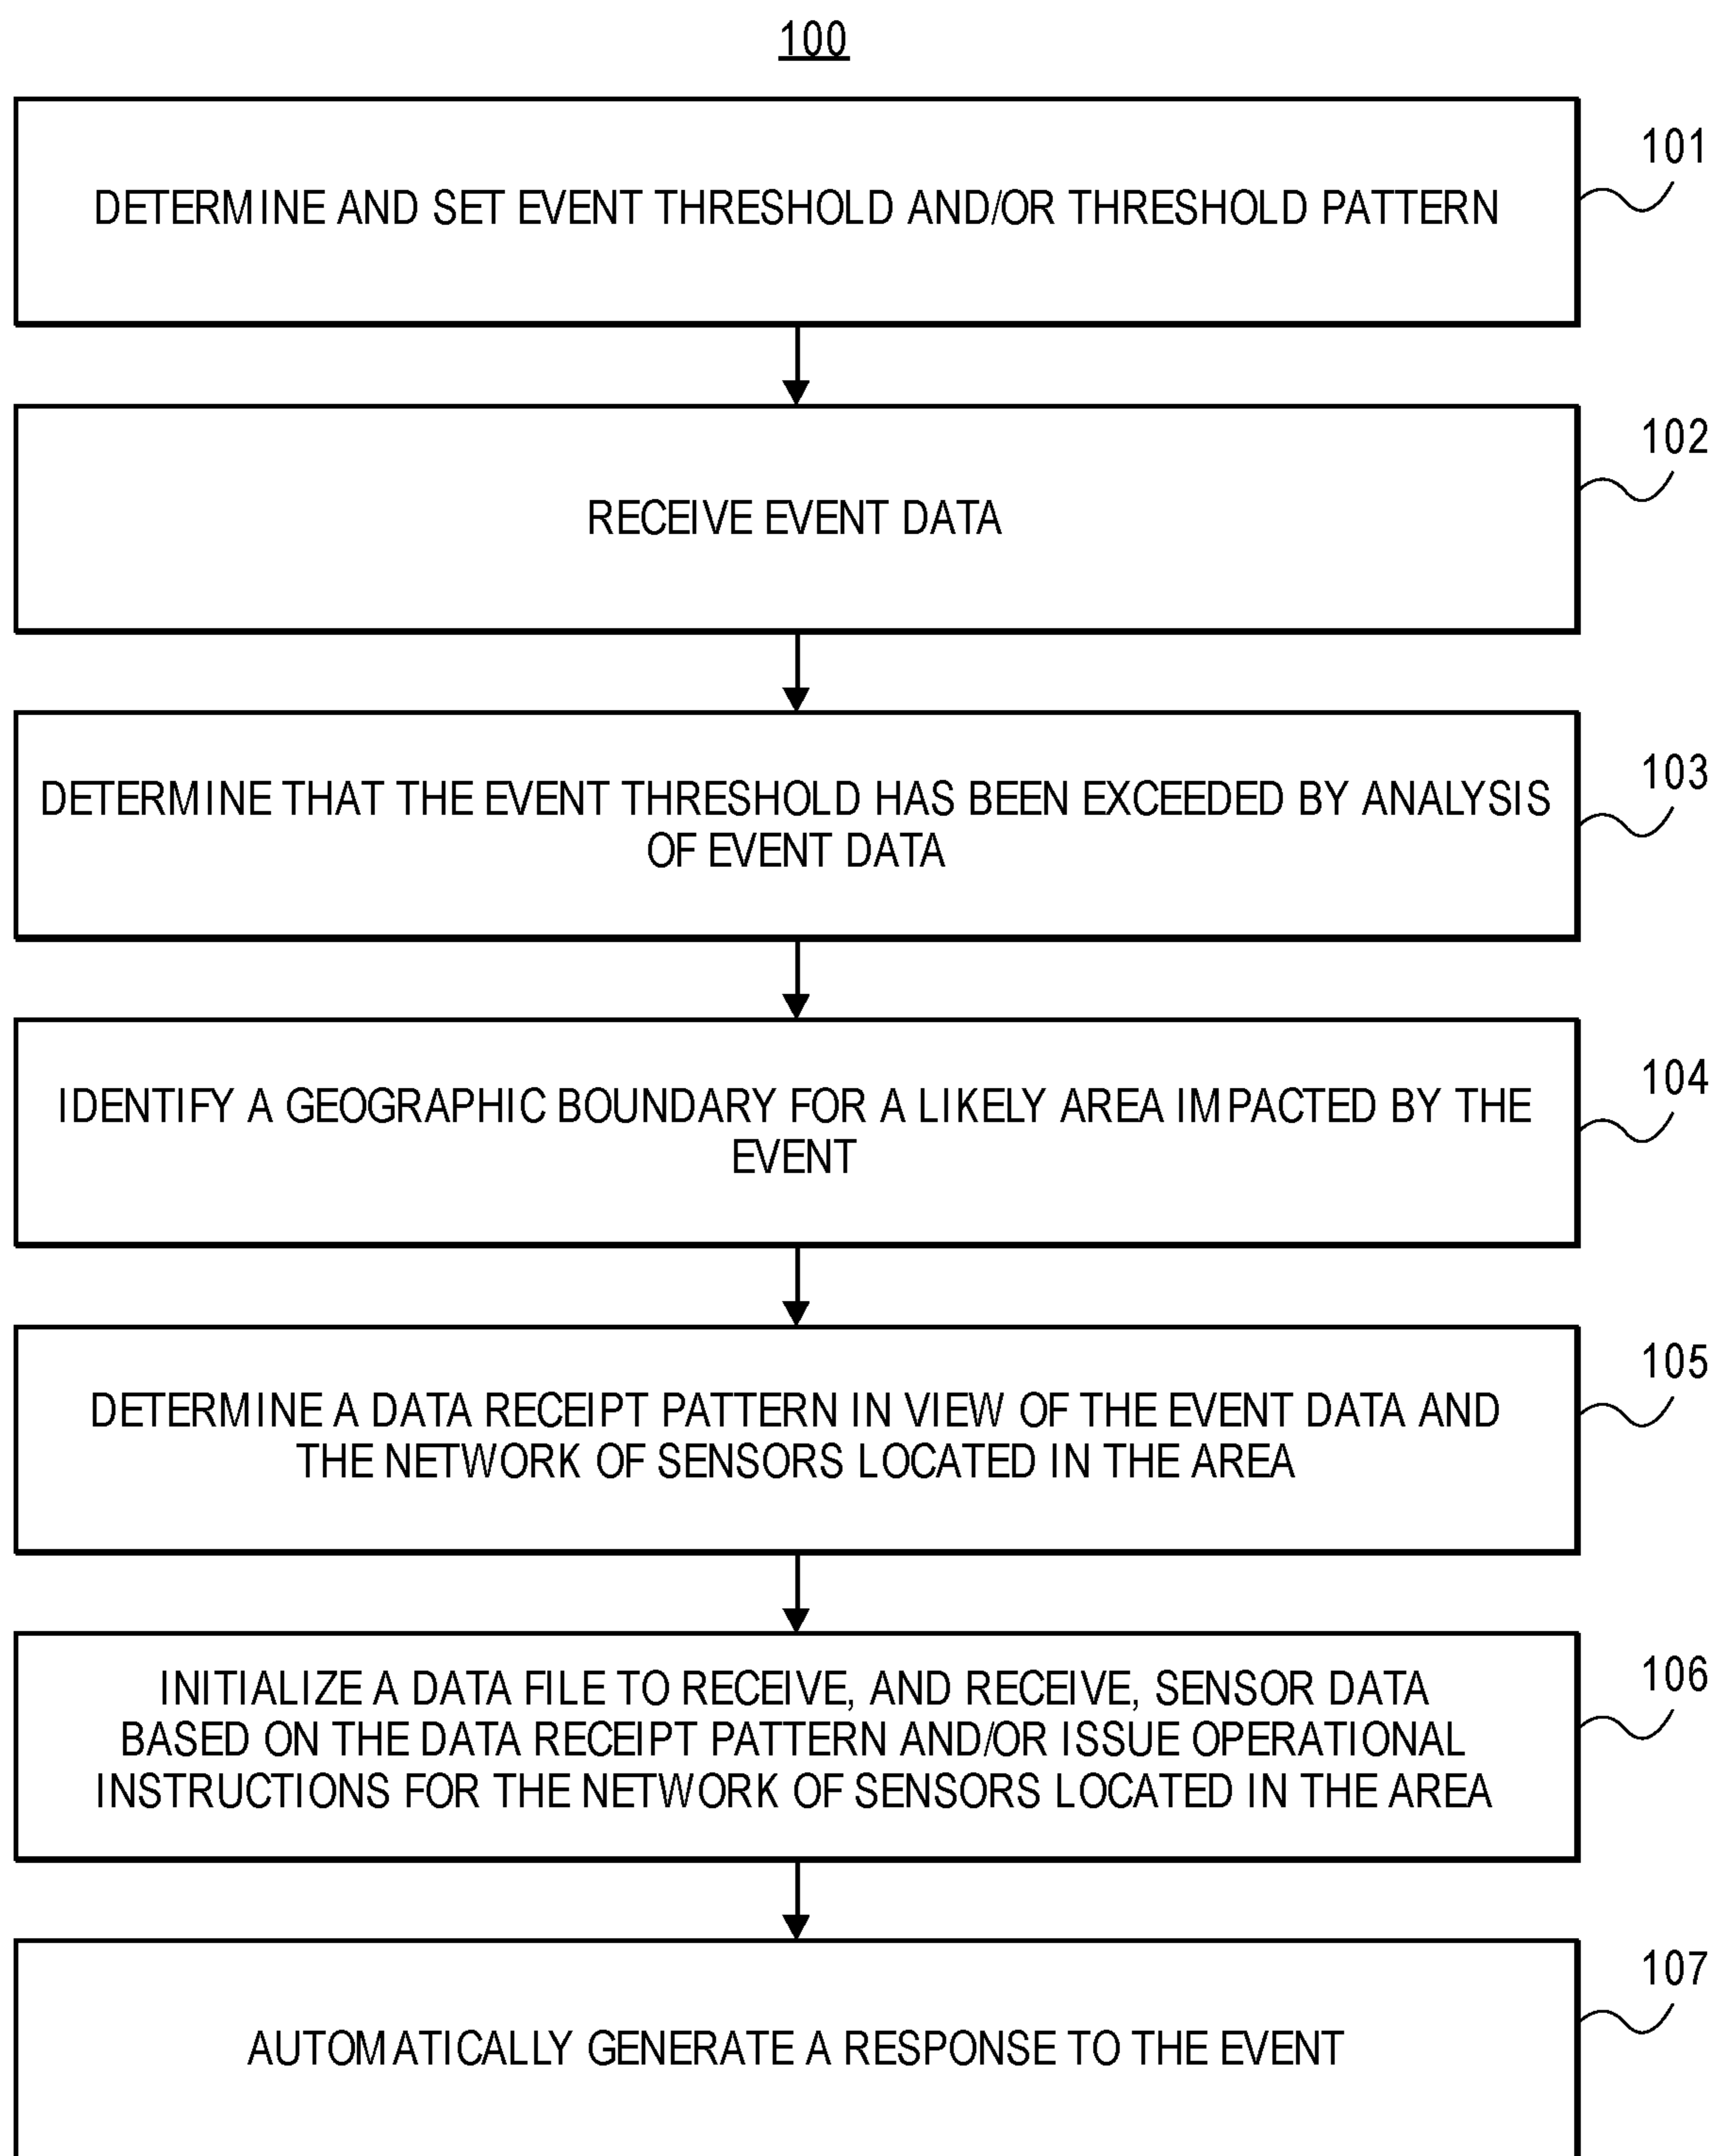 100
101
DETERMINE AND SET EVENT THRESHOLD AND/OR THRESHOLD PATTERN
102
RECEIVE EVENT DATA
103
DETERMINE THAT THE EVENT THRESHOLD HAS BEEN EXCEEDED BY ANALYSIS
OF EVENT DATA
104
IDENTIFY A GEOGRAPHIC BOUNDARY FOR A LIKELY AREA IMPACTED BY THE
EVENT
105
DETERMINE A DATA RECEIPT PATTERN IN VIEW OF THE EVENT DATA AND
THE NETWORK OF SENSORS LOCATED IN THE AREA
106
INITIALIZE A DATA FILE TO RECEIVE, AND RECEIVE, SENSOR DATA
BASED ON THE DATA RECEIPT PATTERN AND/OR ISSUE OPERATIONAL
INSTRUCTIONS FOR THE NETWORK OF SENSORS LOCATED IN THE AREA
107
AUTOMATICALLY GENERATE A RESPONSE TO THE EVENT